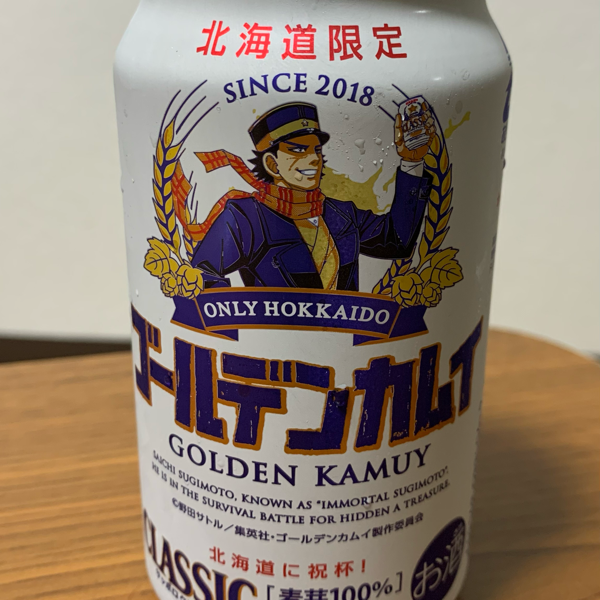 北海道限定
SINCE 2018
CLASSIC
ONLY HOKKAIDO
ゴールデンカムイ
GOLDEN KAMUY
SAICHI SUGIMOTO, KNOWN AS "IMMORTAL SUGIMOTO".
HE IS IN THE SURVIVAL BATTLE FOR HIDDEN A TREASURE.
©野田サトル／集英社・ゴールデンカムイ製作委員会
北海道に祝杯！
CLASSIC
[麦芽100%]
お酒